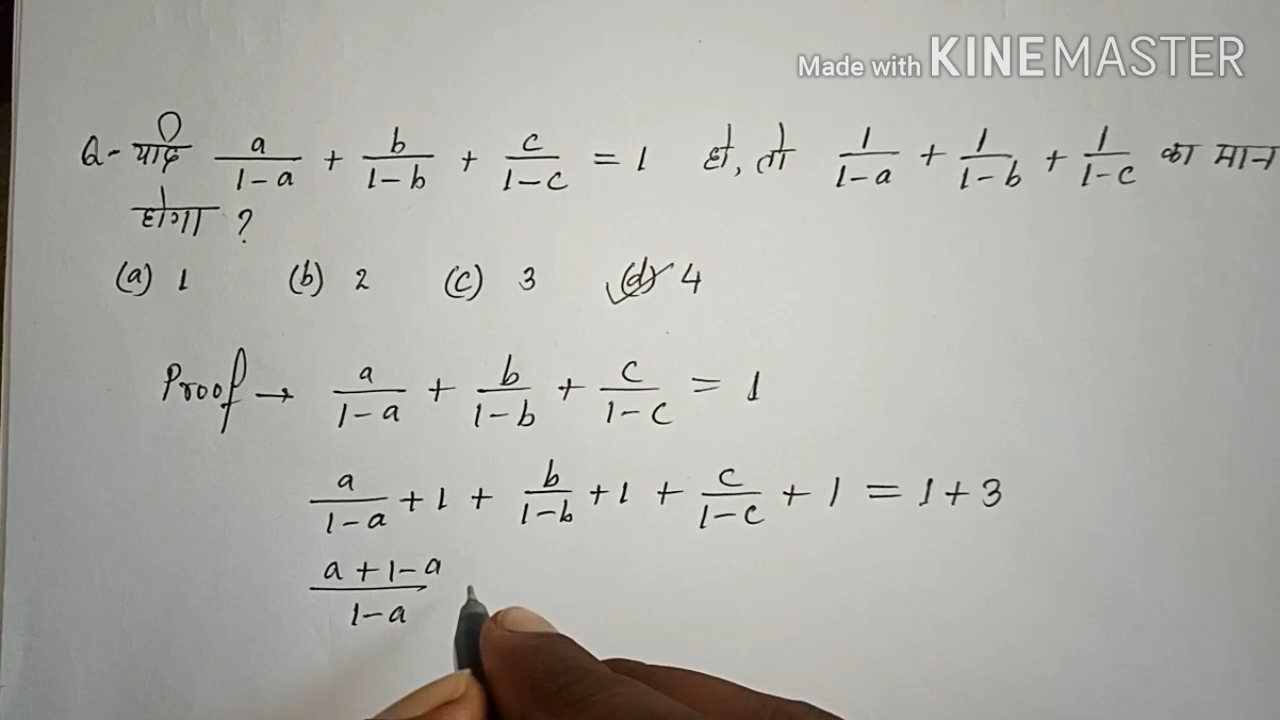 Made with KINEMASTER
Q- यदि a/(1-a) + b/(1-b) + c/(1-c) = 1 हो, तो 1/(1-a) + 1/(1-b) + 1/(1-c) का मान
होगा ?
(a) 1 (b) 2 (c) 3 (d) 4
Proof → a/(1-a) + b/(1-b) + c/(1-c) = 1
a/(1-a) + 1 + b/(1-b) + 1 + c/(1-c) + 1 = 1 + 3
(a + 1 - a)/(1-a)